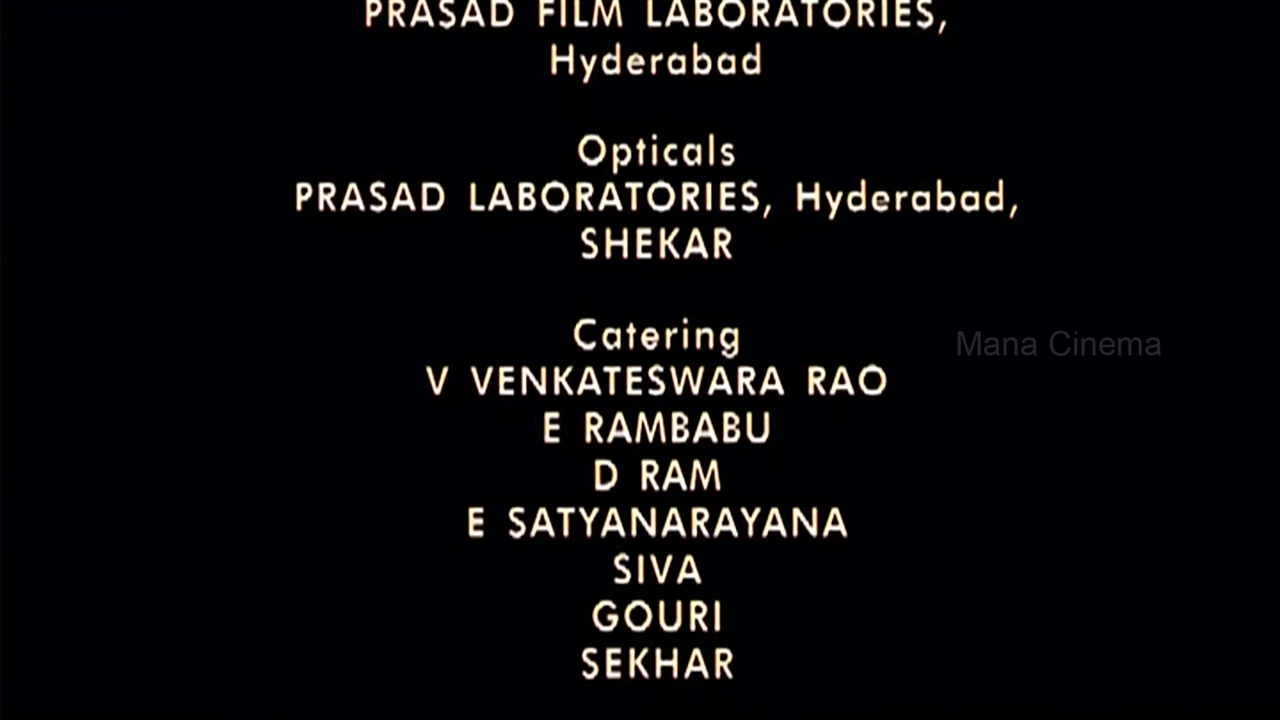 PRASAD FILM LABORATORIES,
Hyderabad
Opticals
PRASAD LABORATORIES, Hyderabad,
SHEKAR
Catering
Mana Cinema
V VENKATESWARA RAO
E RAMBABU
D RAM
E SATYANARAYANA
SIVA
GOURI
SEKHAR